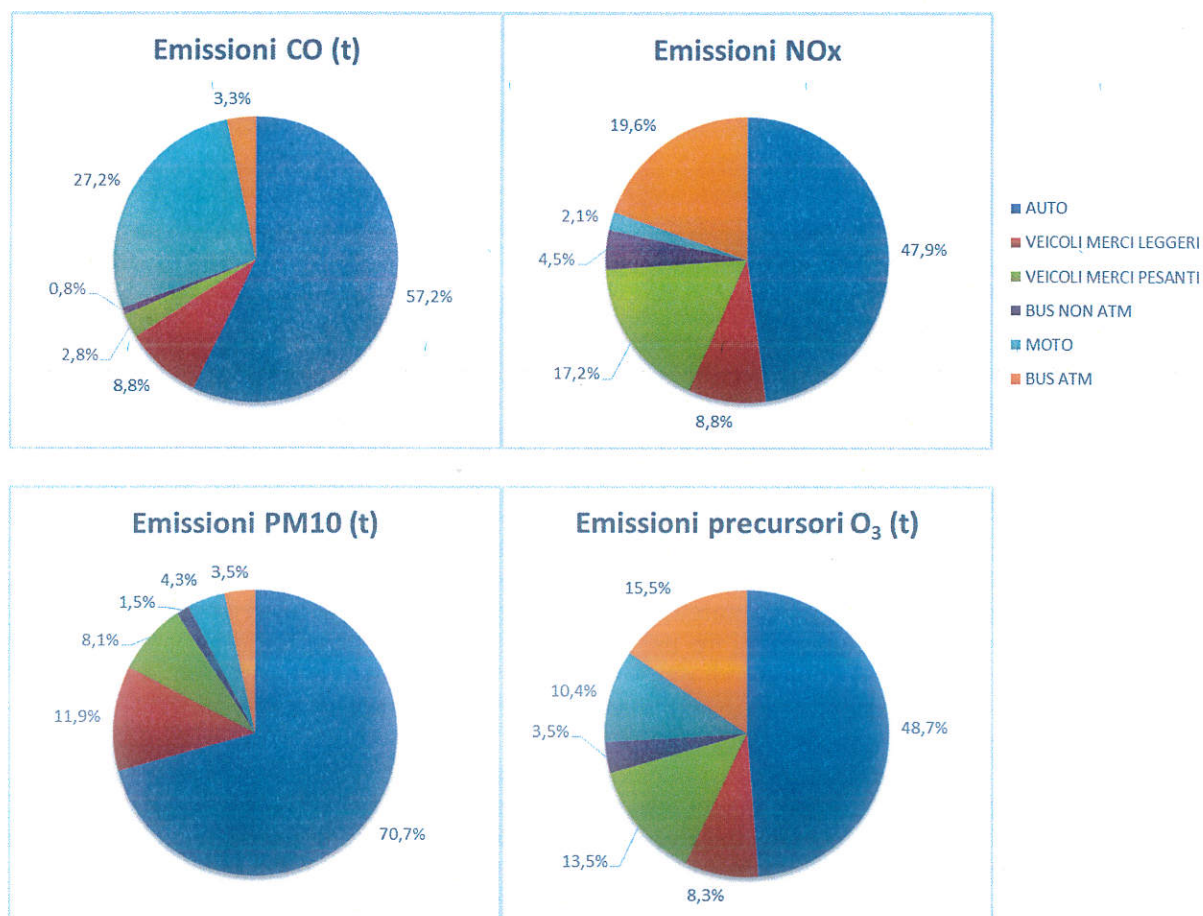 Emissioni CO (t)
3,3%
27,2%
0,8%
2,8%
8,8%
57,2%
Emissioni NOx
19,6%
2,1%
4,5%
17,2%
8,8%
47,9%
AUTO
VEICOLI MERCI LEGGERI
VEICOLI MERCI PESANTI
BUS NON ATM
MOTO
BUS ATM
Emissioni PM10 (t)
4,3%
3,5%
1,5%
8,1%
11,9%
70,7%
Emissioni precursori O₃ (t)
15,5%
10,4%
3,5%
13,5%
8,3%
48,7%